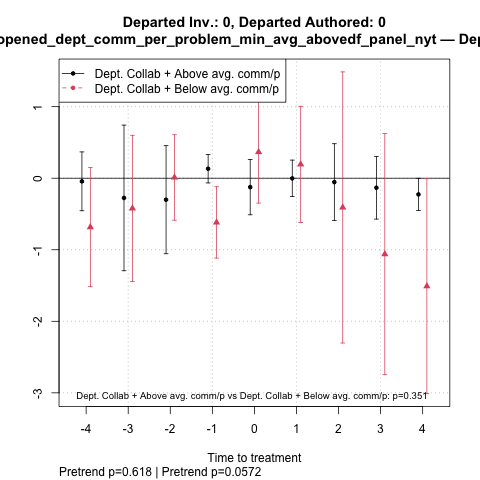 Departed Inv.: 0, Departed Authored: 0
opened_dept_comm_per_problem_min_avg_abovedf_panel_nyt — Dep
Dept. Collab + Above avg. comm/p
Dept. Collab + Below avg. comm/p
1
0
-1
-2
-3
Dept. Collab + Above avg. comm/p vs Dept. Collab + Below avg. comm/p: p=0.351
-4 -3 -2 -1 0 1 2 3 4
Time to treatment
Pretrend p=0.618 | Pretrend p=0.0572